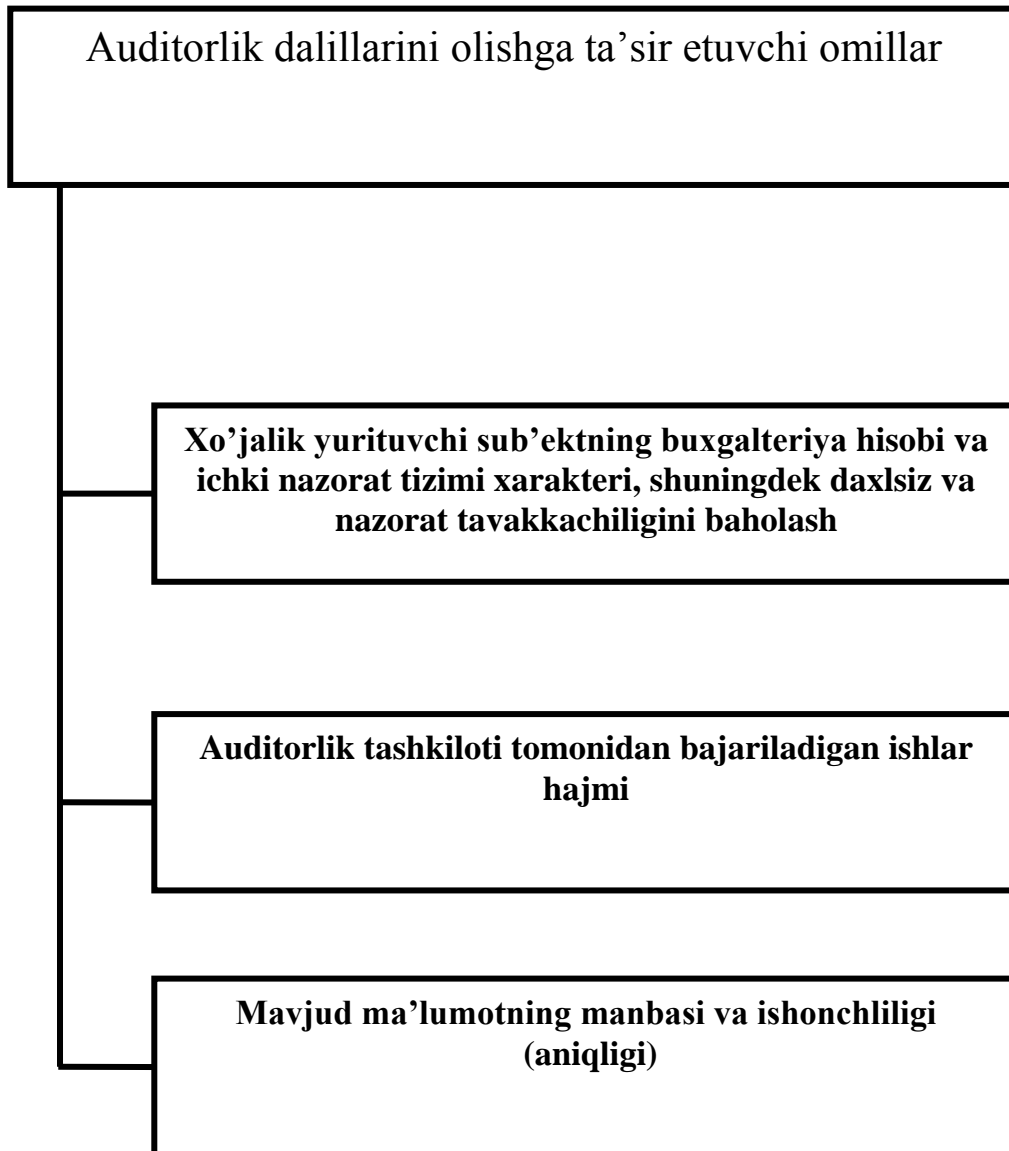 Auditorlik dalillarini olishga ta’sir etuvchi omillar
Xo’jalik yurituvchi sub’ektning buxgalteriya hisobi va
ichki nazorat tizimi xarakteri, shuningdek daxlsiz va
nazorat tavakkachiligini baholash
Auditorlik tashkiloti tomonidan bajariladigan ishlar
hajmi
Mavjud ma’lumotning manbasi va ishonchliligi
(aniqligi)